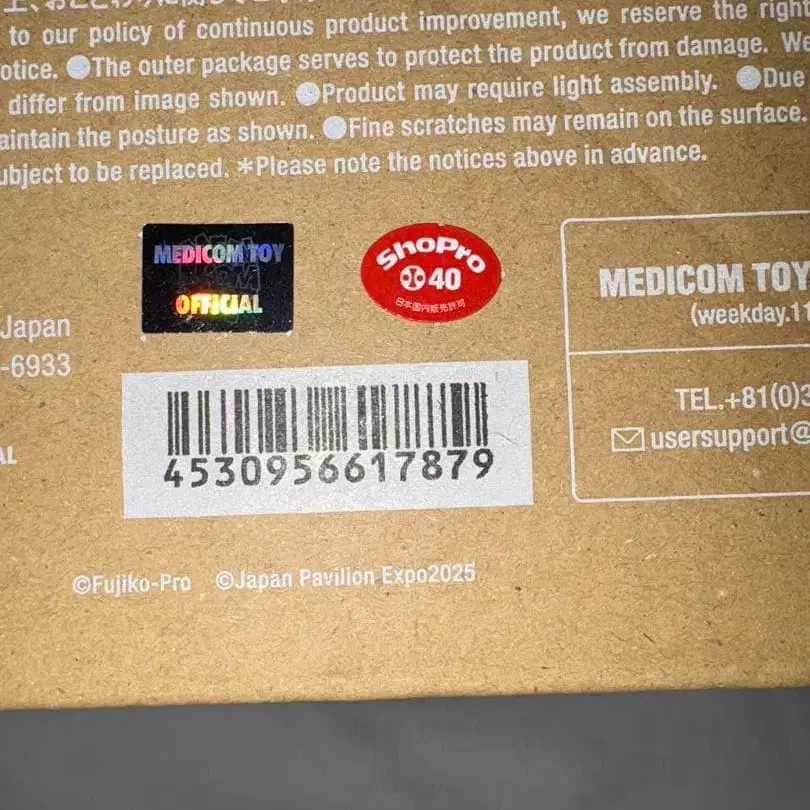 to our policy of continuous product improvement, we reserve the right
otice. ●The outer package serves to protect the product from damage. We
differ from image shown. ●Product may require light assembly. ●Due
aintain the posture as shown. ●Fine scratches may remain on the surface.
ubject to be replaced. *Please note the notices above in advance.
MEDICOM TOY
OFFICIAL
ShoPro
40
日本国内販売許可
Japan
-6933
AL
MEDICOM TOY
(weekday.11
TEL.+81(0)3
usersupport@
4530956617879
©Fujiko-Pro ©Japan Pavilion Expo2025